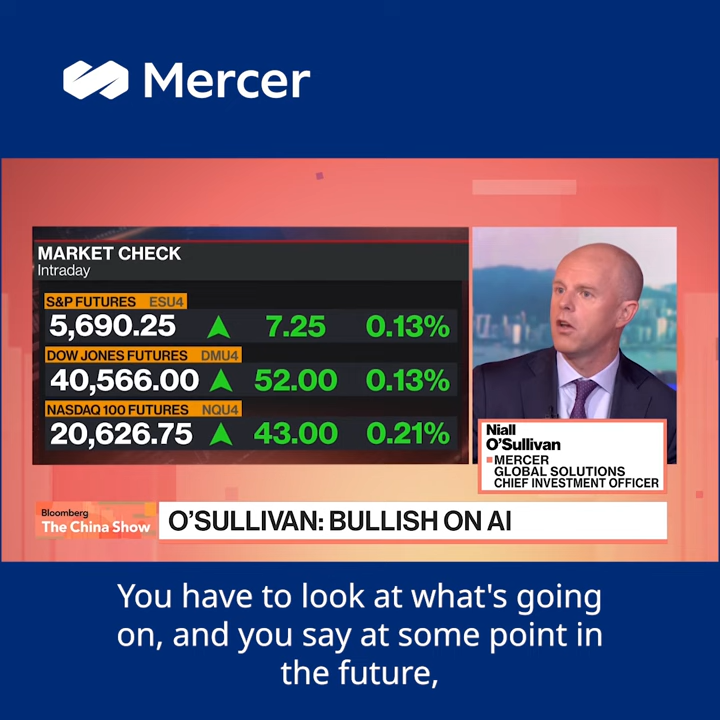 Mercer
MARKET CHECK
Intraday
S&P FUTURES ESU4
5,690.25 ▲ 7.25 0.13%
DOW JONES FUTURES DMU4
40,566.00 ▲ 52.00 0.13%
NASDAQ 100 FUTURES NQU4
20,626.75 ▲ 43.00 0.21%
Niall
O'Sullivan
MERCER
GLOBAL SOLUTIONS
CHIEF INVESTMENT OFFICER
Bloomberg
The China Show
O'SULLIVAN: BULLISH ON AI
You have to look at what's going
on, and you say at some point in
the future,